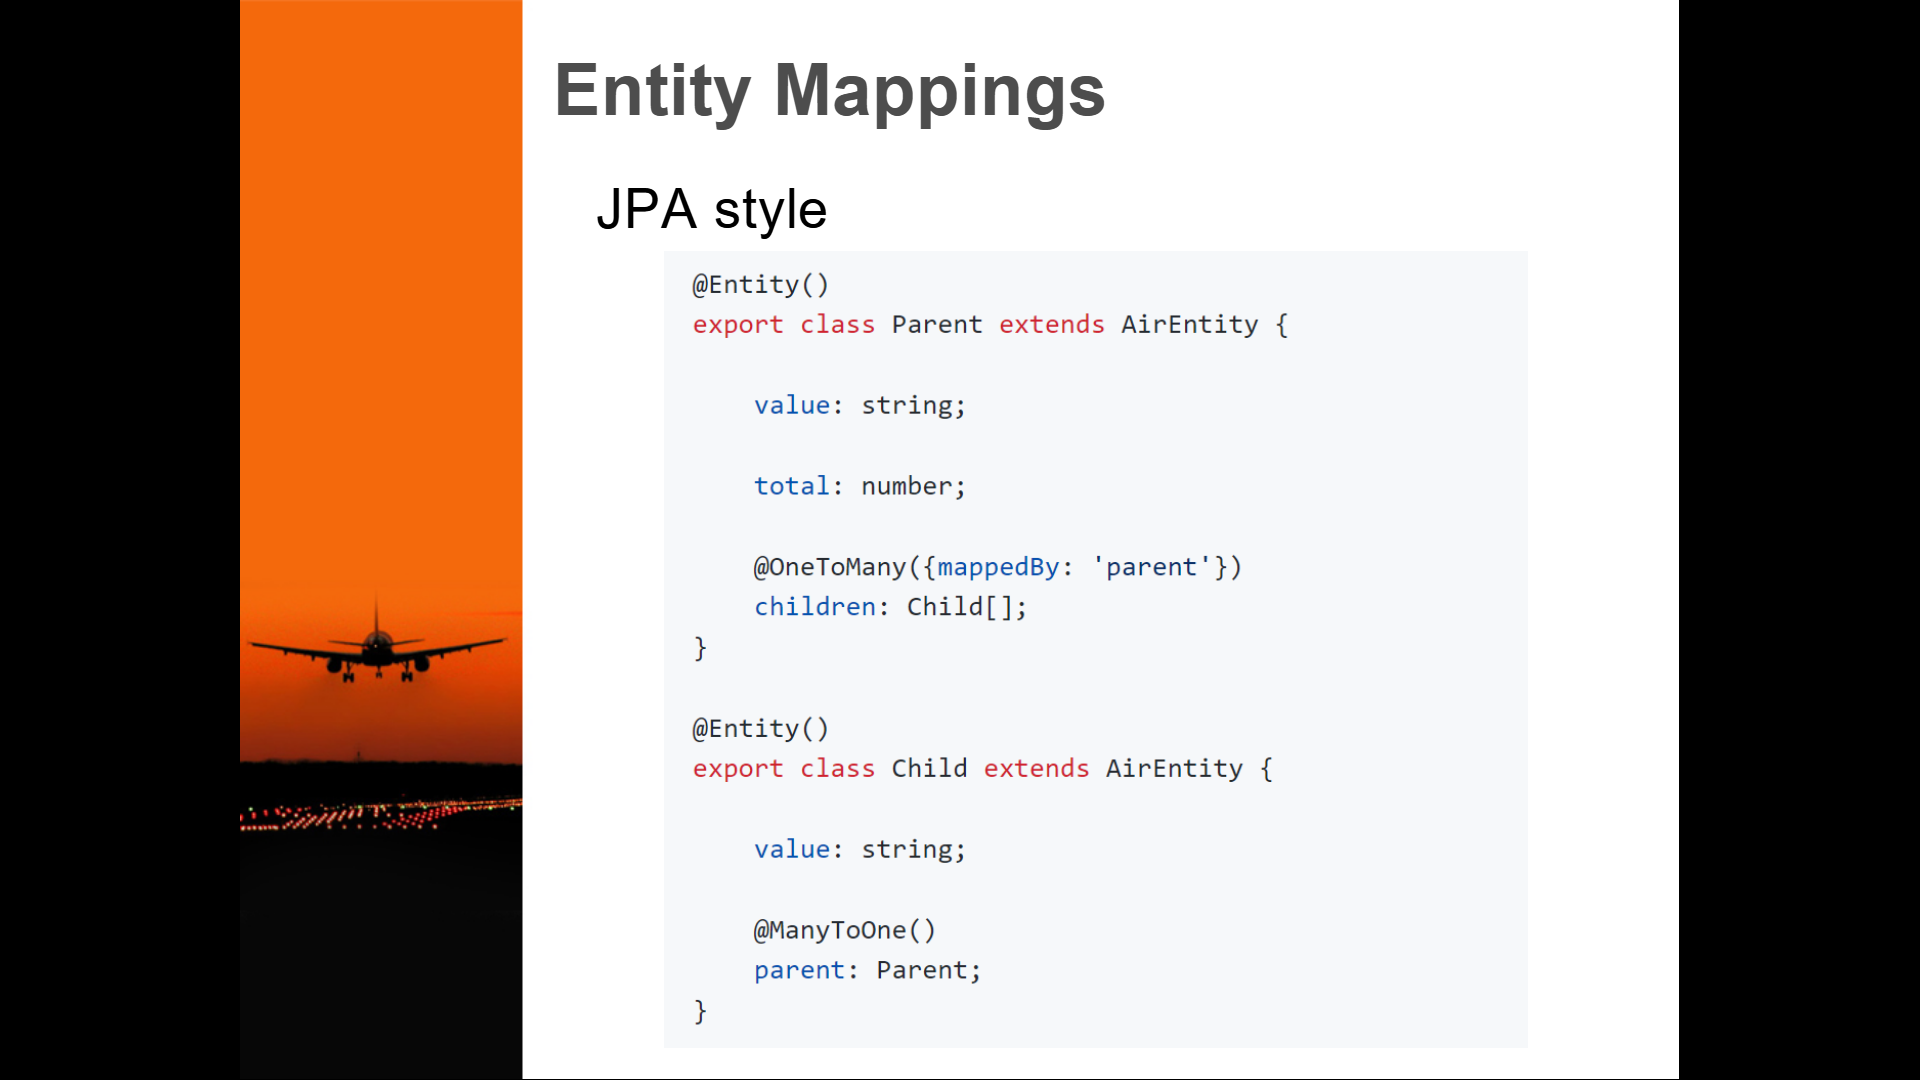 Entity Mappings
JPA style
@Entity()
export class Parent extends AirEntity {
value: string;
total: number;
@OneToMany({mappedBy: 'parent'})
children: Child[];
}
@Entity()
export class Child extends AirEntity {
value: string;
@ManyToOne()
parent: Parent;
}